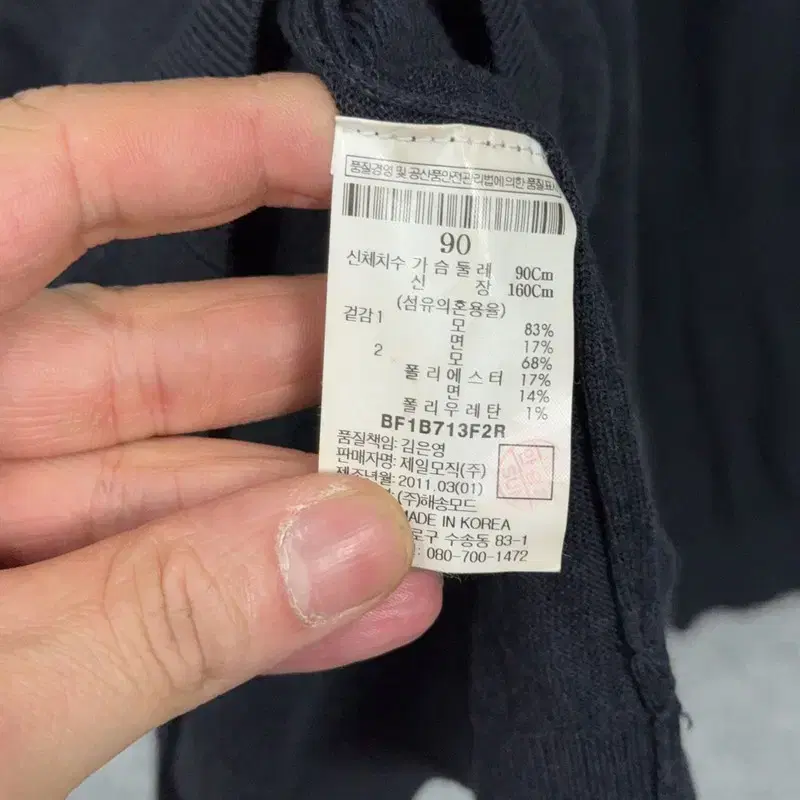 품질경영 및 공산품안전관리법에 의한 품질표시
90
신체치수 가슴둘레 90Cm
신장 160Cm
(섬유의혼용율)
겉감1 모 83%
면 17%
2 모 68%
폴리에스터 17%
면 14%
폴리우레탄 1%
BF1B713F2R
품질책임: 김은영
판매자명: 제일모직(주)
제조년월: 2011.03(01)
(주)해송모드
MADE IN KOREA
로구 수송동 83-1
: 080-700-1472